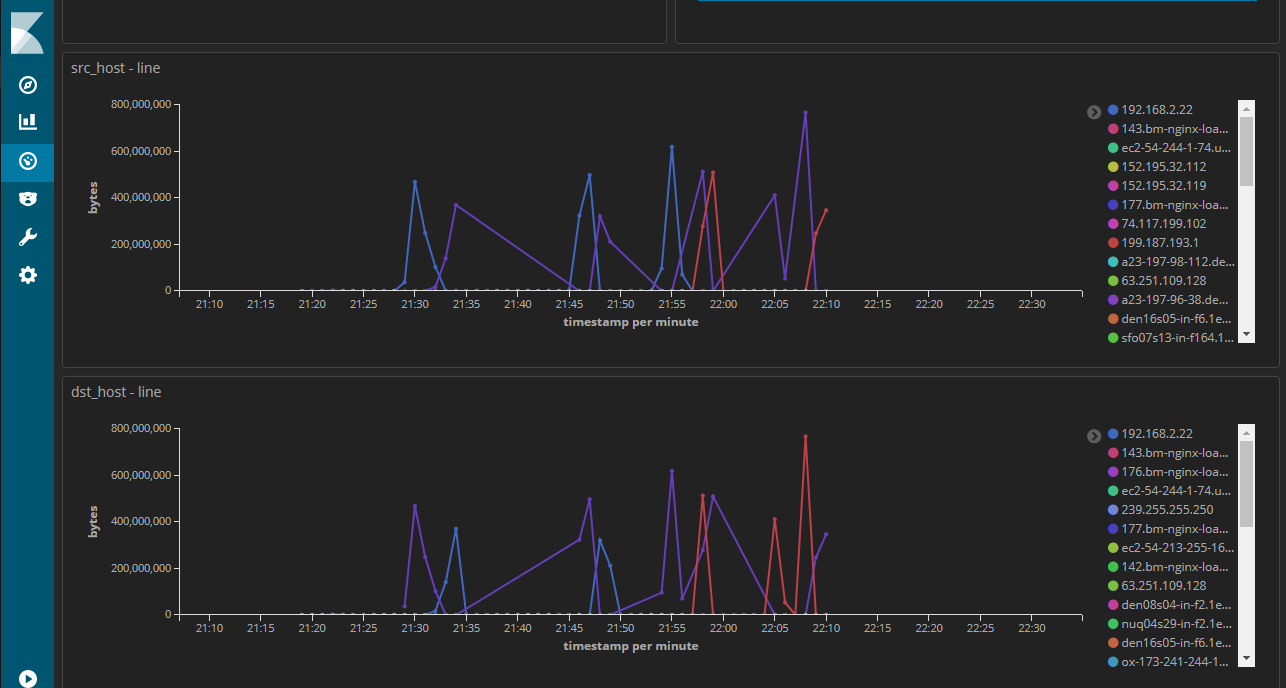 src_host - line
800,000,000
600,000,000
400,000,000
200,000,000
0
bytes
21:10 21:15 21:20 21:25 21:30 21:35 21:40 21:45 21:50 21:55 22:00 22:05 22:10 22:15 22:20 22:25 22:30
timestamp per minute
192.168.2.22
143.bm-nginx-loa...
ec2-54-244-1-74.u...
152.195.32.112
152.195.32.119
177.bm-nginx-loa...
74.117.199.102
199.187.193.1
a23-197-98-112.de...
63.251.109.128
a23-197-96-38.de...
den16s05-in-f6.1e...
sfo07s13-in-f164.1...
dst_host - line
800,000,000
600,000,000
400,000,000
200,000,000
0
bytes
21:10 21:15 21:20 21:25 21:30 21:35 21:40 21:45 21:50 21:55 22:00 22:05 22:10 22:15 22:20 22:25 22:30
timestamp per minute
192.168.2.22
143.bm-nginx-loa...
176.bm-nginx-loa...
ec2-54-244-1-74.u...
239.255.255.250
177.bm-nginx-loa...
ec2-54-213-255-16...
142.bm-nginx-loa...
63.251.109.128
den08s04-in-f2.1e...
nuq04s29-in-f2.1e...
den16s05-in-f6.1e...
ox-173-241-244-1...